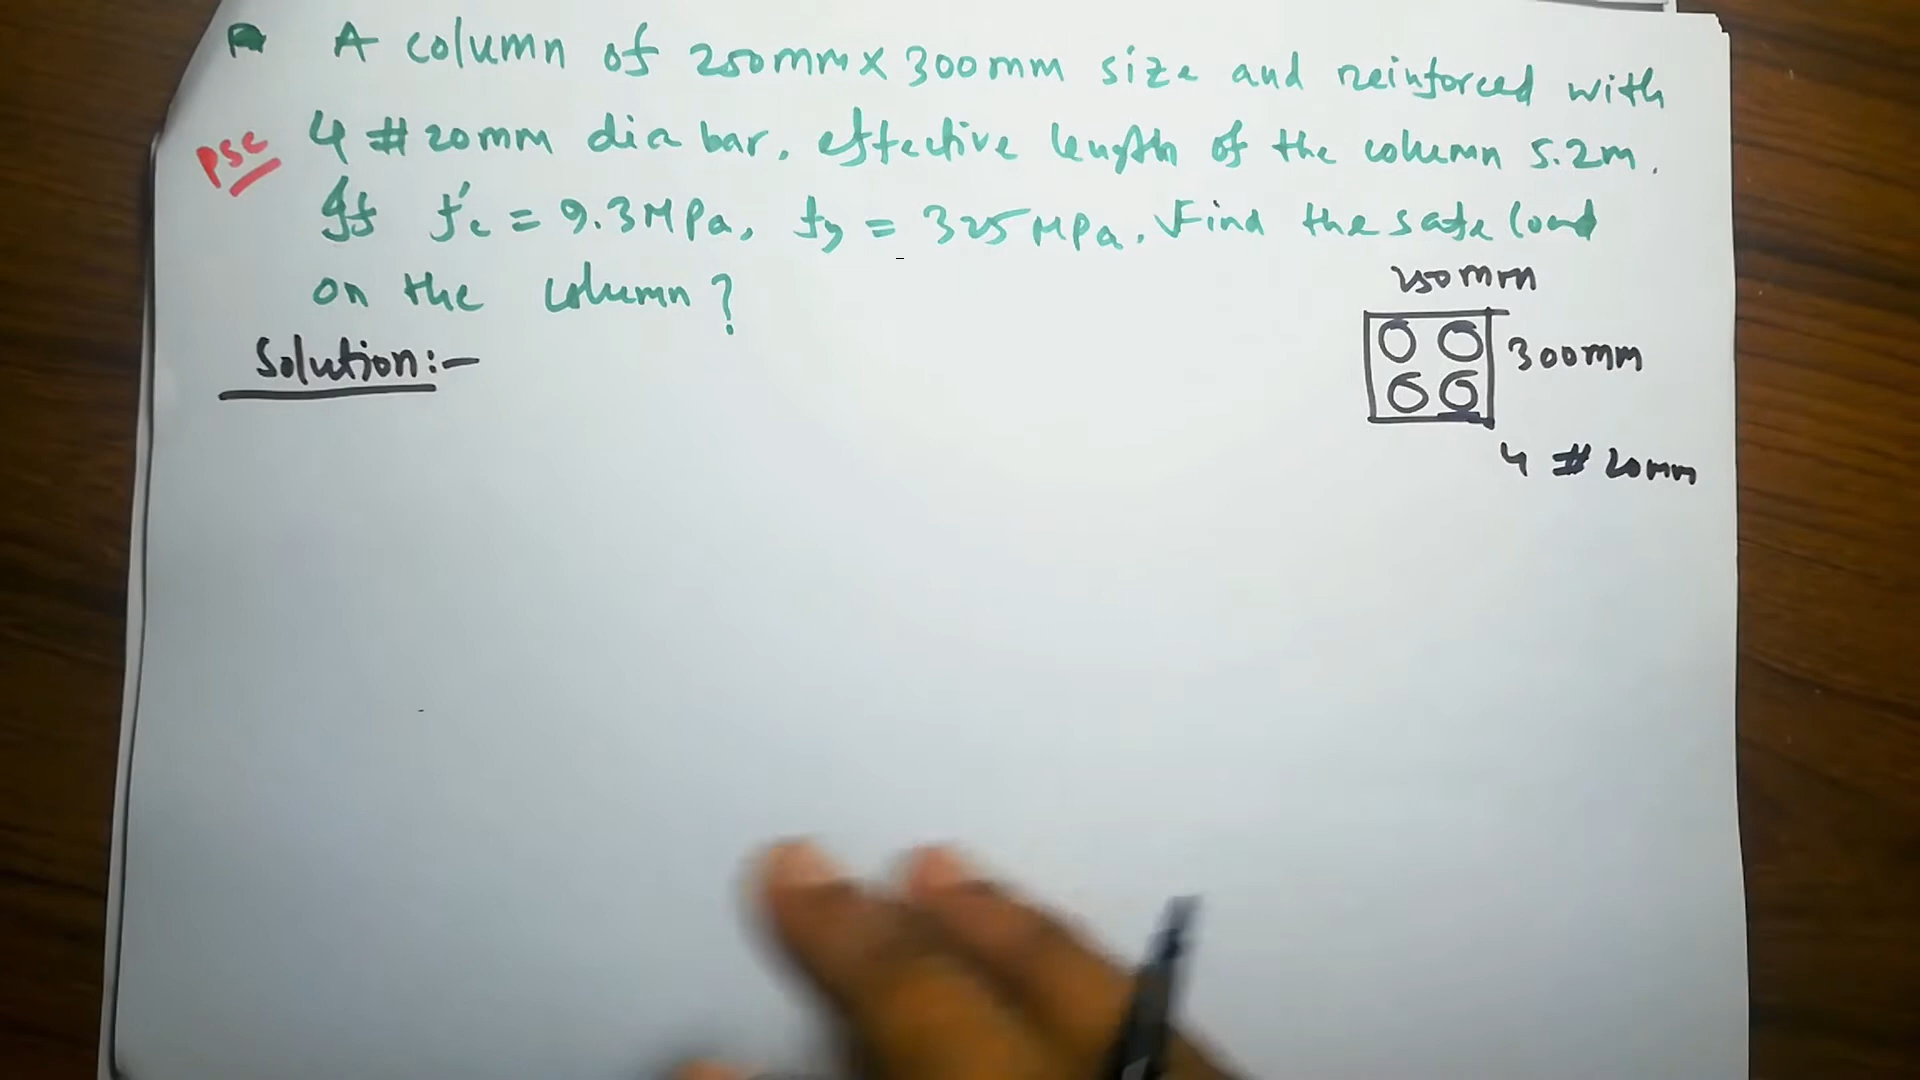 A column of 250mm x 300mm size and reinforced with
PSC
4 # 20mm dia bar. effective length of the column 5.2m.
If f'c = 9.3MPa, fy = 325MPa. Find the safe load
on the column?
250mm
300mm
Solution:-
4 # 20mm